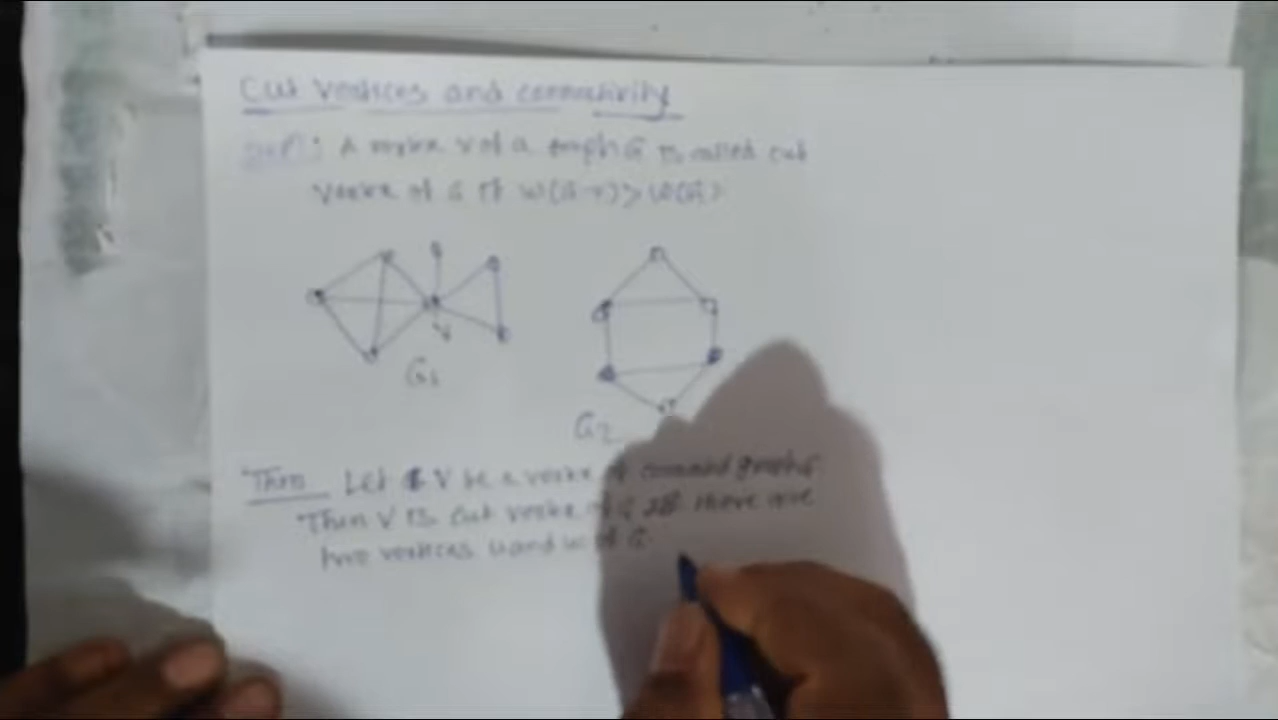 Cut vertices and connectivity
Defn: A vertex v of a graph G is called cut
vertex of G if w(G-v) > w(G)
v
G1
G2
Thm Let V be a vertex of connected graph G
Then V is cut vertex of G iff there are
two vertices u and w of G